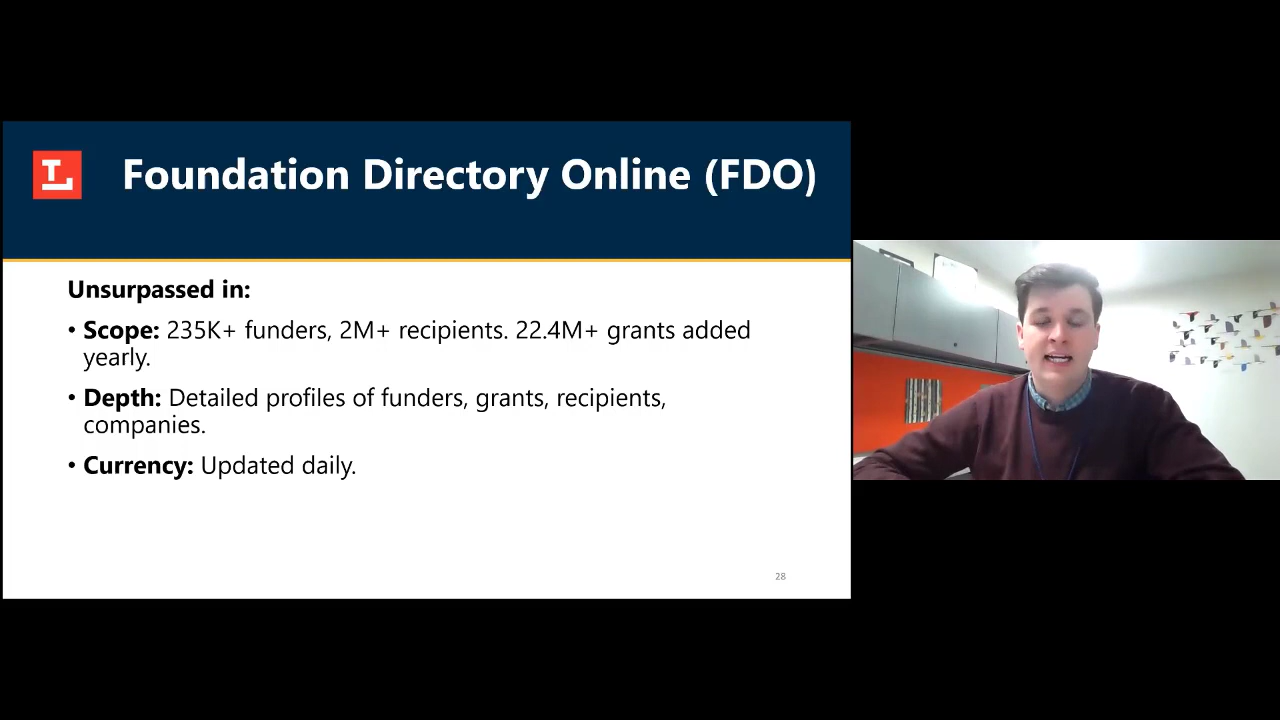 TL
Foundation Directory Online (FDO)
Unsurpassed in:
• Scope: 235K+ funders, 2M+ recipients. 22.4M+ grants added
yearly.
• Depth: Detailed profiles of funders, grants, recipients,
companies.
• Currency: Updated daily.
28